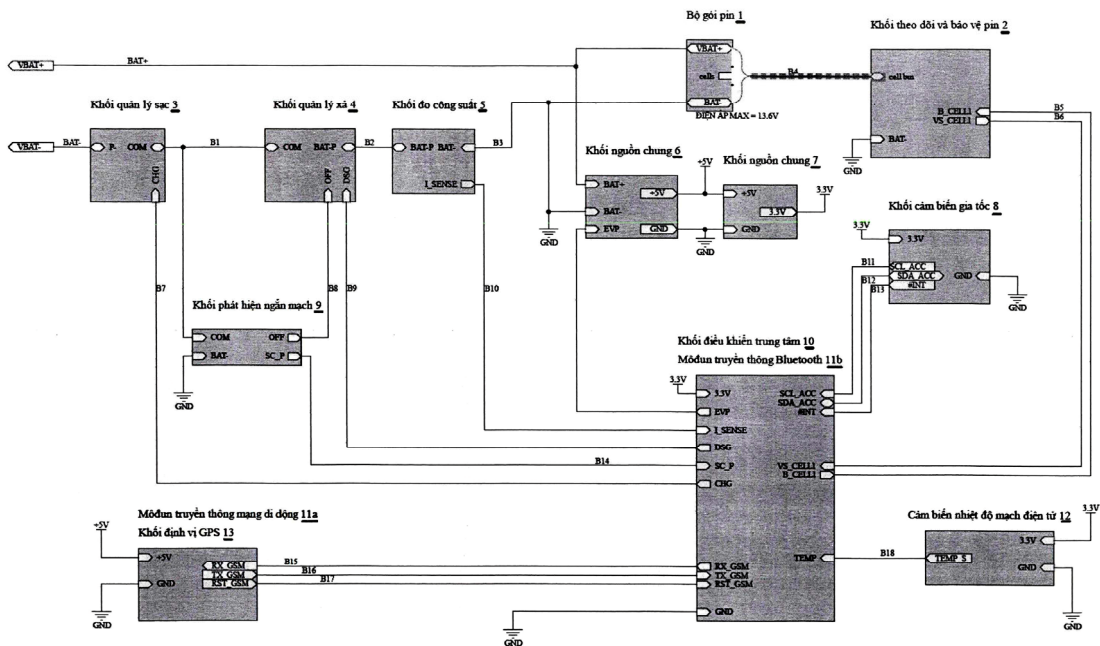 Bộ gói pin 1
Khối theo dõi và bảo vệ pin 2
VBAT+
BAT+
VBAT+
cells
BAT-
ĐIỆN ÁP MAX = 13.6V
B4
cell bus
B_CELL1
VS_CELL1
BAT-
GND
B5
B6
Khối quản lý sạc 3
Khối quản lý xả 4
Khối đo công suất 5
VBAT-
BAT-
P-
COM
CHG
B1
COM
BAT-P
OFF
DSG
B2
BAT-P
BAT-
I_SENSE
B3
GND
Khối nguồn chung 6
BAT+
BAT-
EVP
+5V
GND
+5V
GND
Khối nguồn chung 7
+5V
3.3V
GND
3.3V
Khối cảm biến gia tốc 8
3.3V
3.3V
SCL_ACC
SDA_ACC
#INT
GND
GND
B11
B12
B13
B7
B8
B9
B10
Khối phát hiện ngắn mạch 9
COM
BAT-
OFF
SC_P
GND
B14
Khối điều khiển trung tâm 10
Môđun truyền thông Bluetooth 11b
3.3V
3.3V
EVP
I_SENSE
DSG
SC_P
CHG
SCL_ACC
SDA_ACC
#INT
VS_CELL1
B_CELL1
TEMP
RX_GSM
TX_GSM
RST_GSM
GND
GND
Môđun truyền thông mạng di dộng 11a
Khối định vị GPS 13
+5V
+5V
GND
GND
RX_GSM
TX_GSM
RST_GSM
B15
B16
B17
Cảm biến nhiệt độ mạch điện tử 12
B18
TEMP_S
3.3V
GND
3.3V
GND